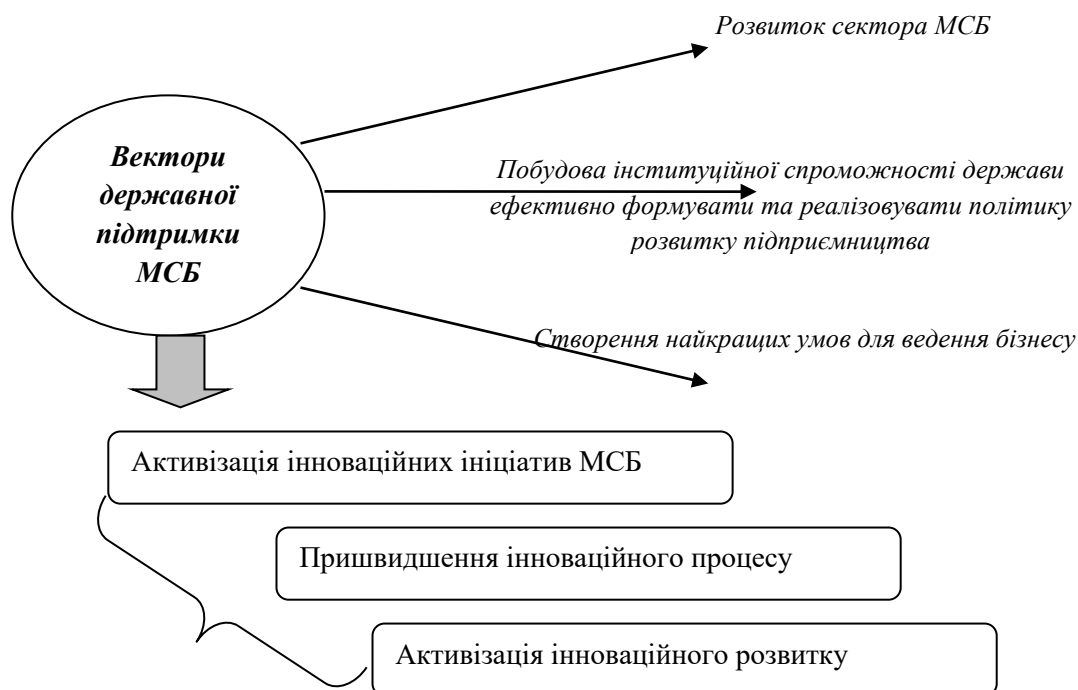 Розвиток сектора МСБ
Вектори
державної
підтримки
МСБ
Побудова інституційної спроможності держави
ефективно формувати та реалізовувати політику
розвитку підприємництва
Створення найкращих умов для ведення бізнесу
Активізація інноваційних ініціатив МСБ
Пришвидшення інноваційного процесу
Активізація інноваційного розвитку